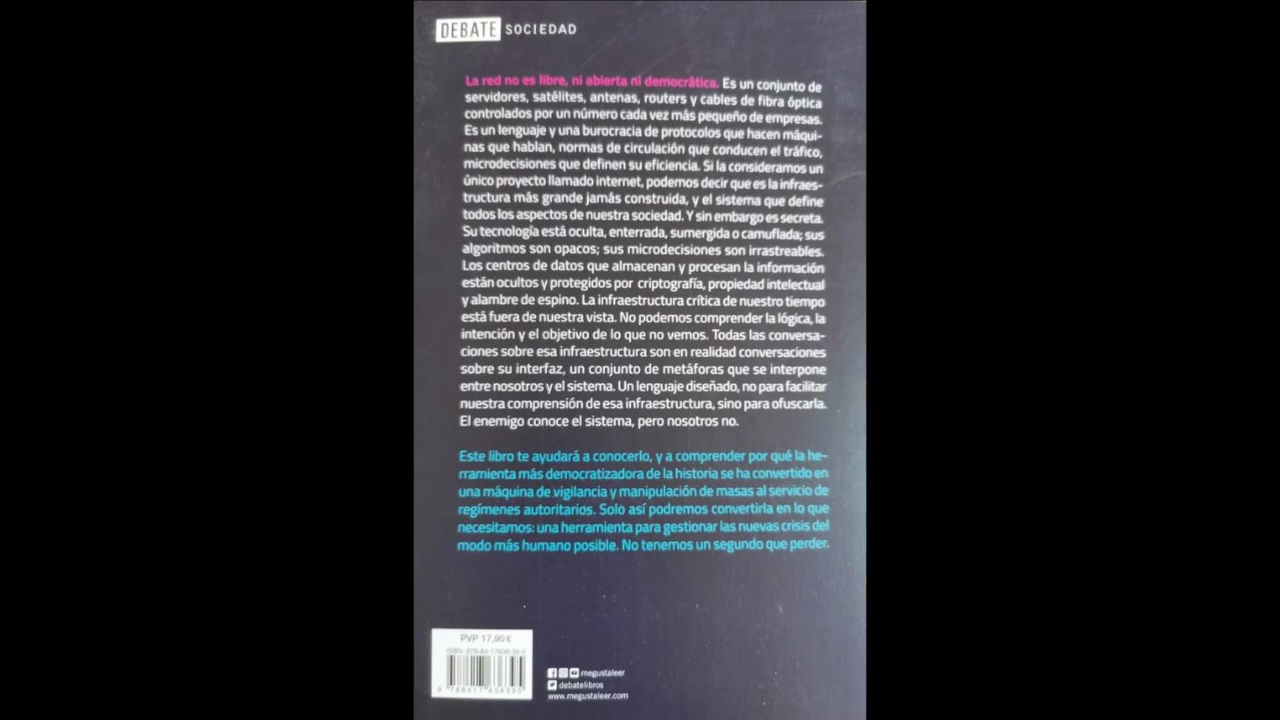 DEBATE SOCIEDAD
La red no es libre, ni abierta ni democrática. Es un conjunto de
servidores, satélites, antenas, routers y cables de fibra óptica
controlados por un número cada vez más pequeño de empresas.
Es un lenguaje y una burocracia de protocolos que hacen máqui-
nas que hablan, normas de circulación que conducen el tráfico,
microdecisiones que definen su eficiencia. Si la consideramos un
único proyecto llamado internet, podemos decir que es la infraes-
tructura más grande jamás construida, y el sistema que define
todos los aspectos de nuestra sociedad. Y sin embargo es secreta.
Su tecnología está oculta, enterrada, sumergida o camuflada; sus
algoritmos son opacos; sus microdecisiones son irrastreables.
Los centros de datos que almacenan y procesan la información
están ocultos y protegidos por criptografía, propiedad intelectual
y alambre de espino. La infraestructura crítica de nuestro tiempo
está fuera de nuestra vista. No podemos comprender la lógica, la
intención y el objetivo de lo que no vemos. Todas las conversa-
ciones sobre esa infraestructura son en realidad conversaciones
sobre su interfaz, un conjunto de metáforas que se interpone
entre nosotros y el sistema. Un lenguaje diseñado, no para facilitar
nuestra comprensión de esa infraestructura, sino para ofuscarla.
El enemigo conoce el sistema, pero nosotros no.
Este libro te ayudará a conocerlo, y a comprender por qué la he-
rramienta más democratizadora de la historia se ha convertido en
una máquina de vigilancia y manipulación de masas al servicio de
regímenes autoritarios. Solo así podremos convertirla en lo que
necesitamos: una herramienta para gestionar las nuevas crisis del
modo más humano posible. No tenemos un segundo que perder.
PVP 17,90 €
ISBN: 978-84-17636-39-5
9 788417 636395
megustaleer
debatelibros
www.megustaleer.com